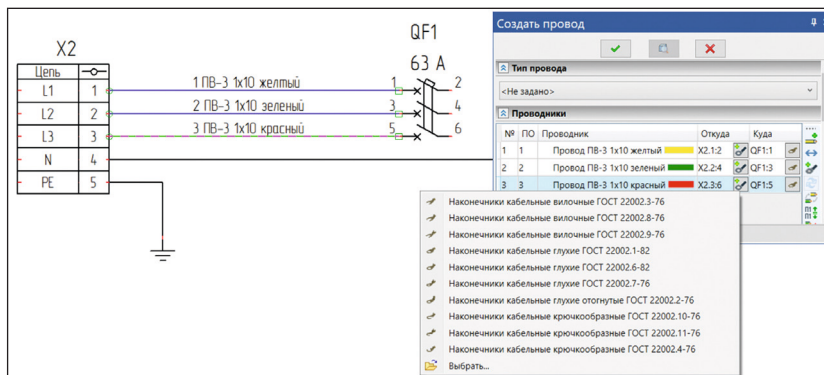 X2
Цепь
L1 1
L2 2
L3 3
N 4
PE 5
1 ПВ-3 1х10 желтый
2 ПВ-3 1х10 зеленый
3 ПВ-3 1х10 красный
QF1
63 А
1 2
3 4
5 6
Создать провод
Тип провода
<Не задано>
Проводники
№ ПО Проводник Откуда Куда
1 1 Провод ПВ-3 1х10 желтый X2.1:2 QF1:1
2 2 Провод ПВ-3 1х10 зеленый X2.2:4 QF1:3
3 3 Провод ПВ-3 1х10 красный X2.3:6 QF1:5
Наконечники кабельные вилочные ГОСТ 22002.3-76
Наконечники кабельные вилочные ГОСТ 22002.8-76
Наконечники кабельные вилочные ГОСТ 22002.9-76
Наконечники кабельные глухие ГОСТ 22002.1-82
Наконечники кабельные глухие ГОСТ 22002.6-82
Наконечники кабельные глухие ГОСТ 22002.7-76
Наконечники кабельные глухие отогнутые ГОСТ 22002.2-76
Наконечники кабельные крючкообразные ГОСТ 22002.10-76
Наконечники кабельные крючкообразные ГОСТ 22002.11-76
Наконечники кабельные крючкообразные ГОСТ 22002.4-76
Выбрать...